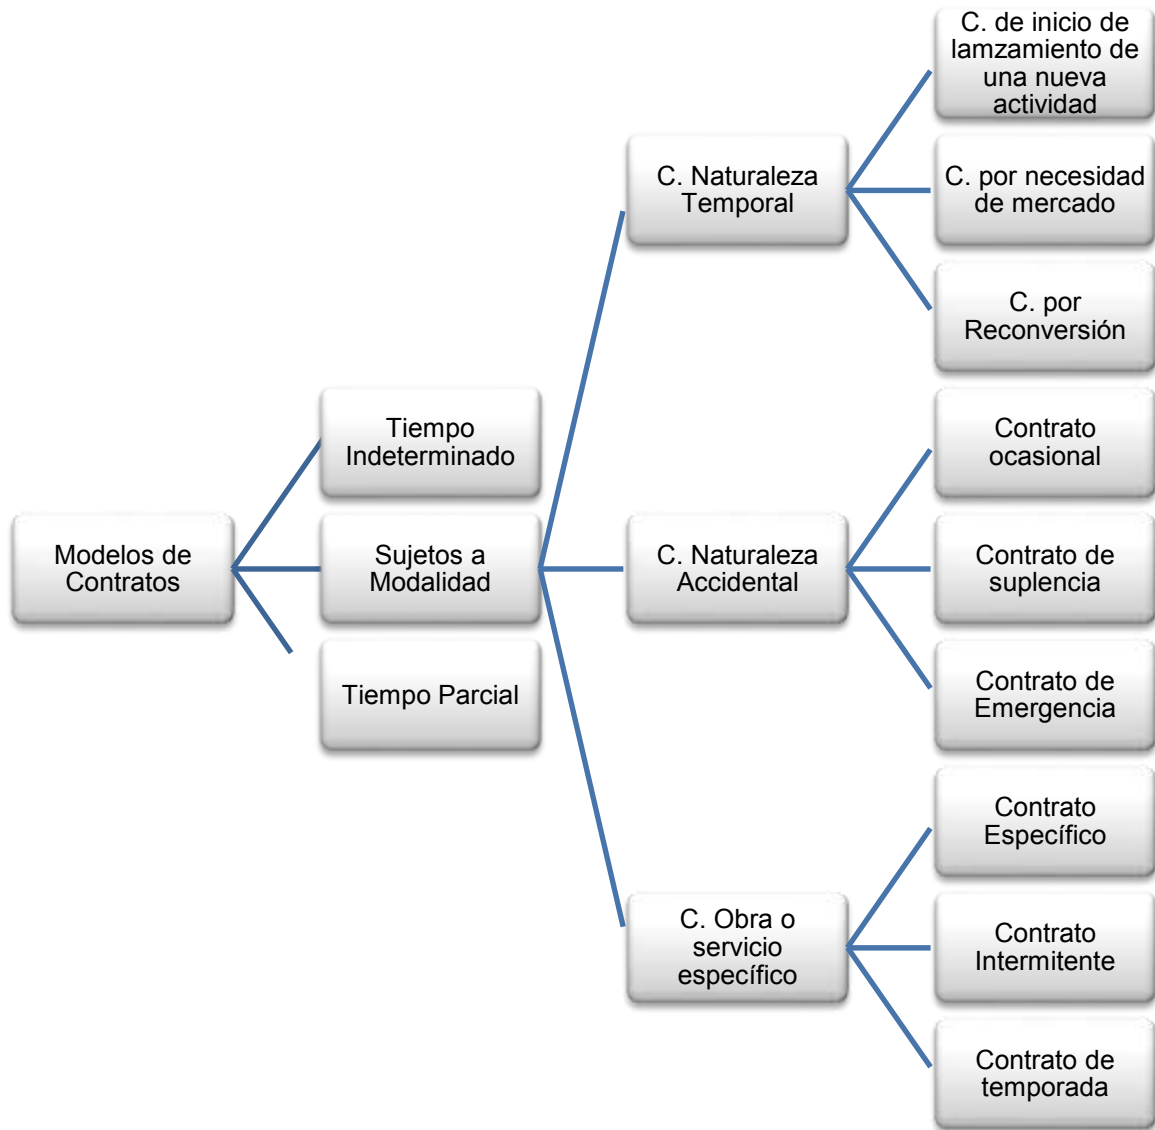 C. de inicio de
lamzamiento de
una nueva
actividad
C. Naturaleza
Temporal
C. por necesidad
de mercado
C. por
Reconversión
Tiempo
Indeterminado
Contrato
ocasional
Modelos de
Contratos
Sujetos a
Modalidad
C. Naturaleza
Accidental
Contrato de
suplencia
Tiempo Parcial
Contrato de
Emergencia
Contrato
Específico
C. Obra o
servicio
específico
Contrato
Intermitente
Contrato de
temporada